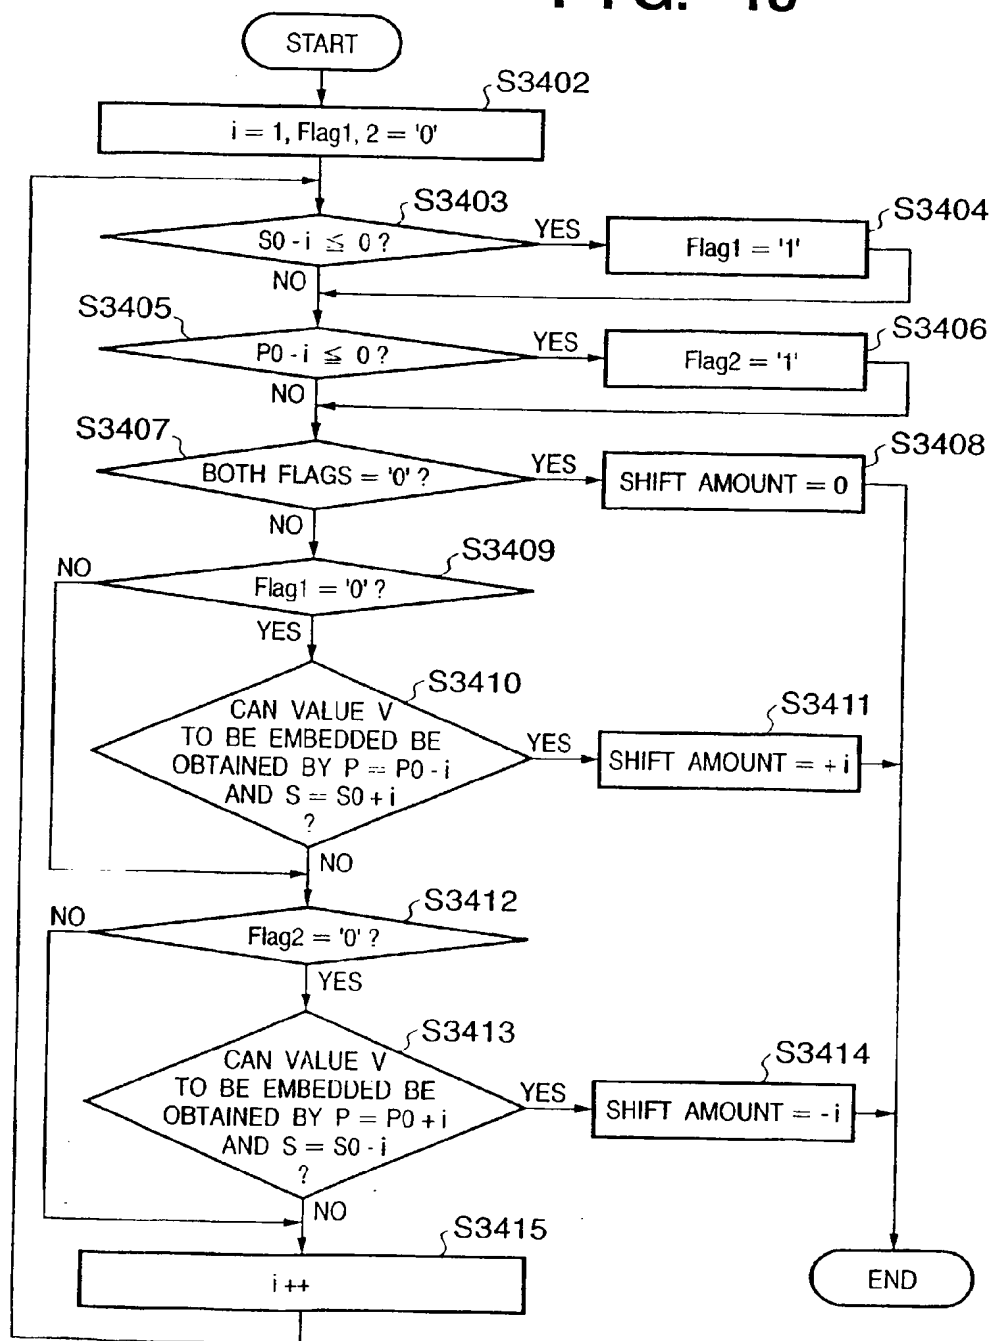 START
S3402
i = 1, Flag1, 2 = '0'
S3403
S0 - i ≦ 0 ?
YES
S3404
Flag1 = '1'
NO
S3405
P0 - i ≦ 0 ?
YES
S3406
Flag2 = '1'
NO
S3407
BOTH FLAGS = '0' ?
YES
S3408
SHIFT AMOUNT = 0
NO
S3409
NO
Flag1 = '0' ?
YES
S3410
CAN VALUE V
TO BE EMBEDDED BE
OBTAINED BY P = P0 - i
AND S = S0 + i
?
YES
S3411
SHIFT AMOUNT = + i
NO
S3412
NO
Flag2 = '0' ?
YES
S3413
CAN VALUE V
TO BE EMBEDDED BE
OBTAINED BY P = P0 + i
AND S = S0 - i
?
YES
S3414
SHIFT AMOUNT = - i
NO
S3415
i ++
END